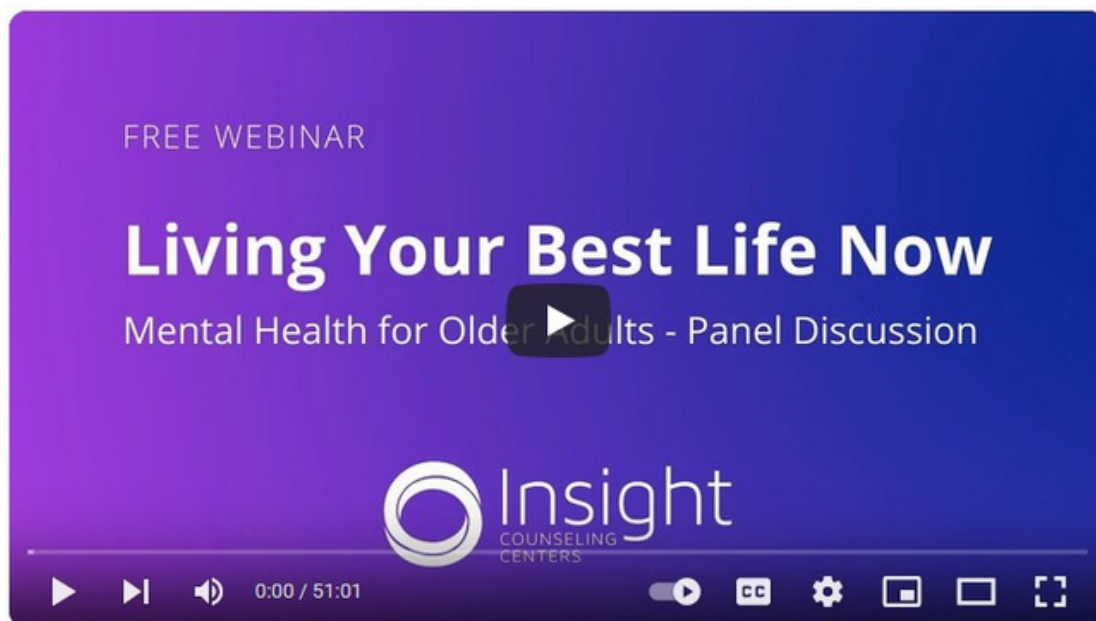 FREE WEBINAR
Living Your Best Life Now
Mental Health for Older Adults - Panel Discussion
Insight
COUNSELING
CENTERS
0:00 / 51:01
CC